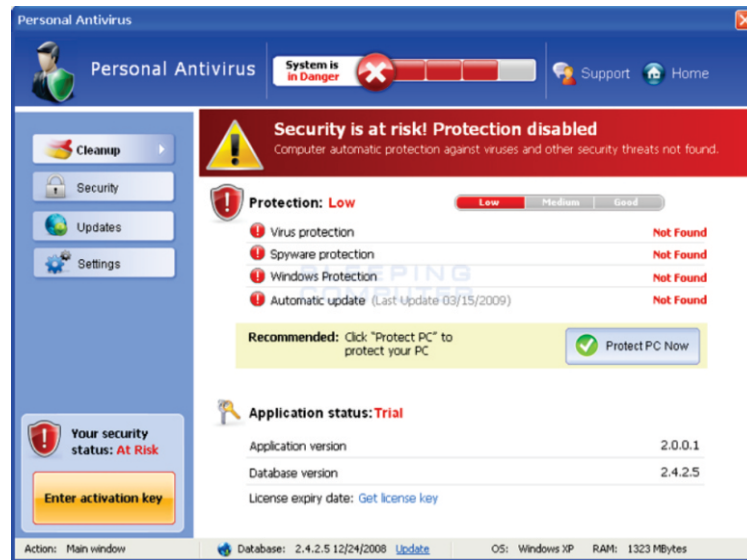 Personal Antivirus
Personal Antivirus
System is
in Danger
Support
Home
Cleanup
Security
Updates
Settings
Security is at risk! Protection disabled
Computer automatic protection against viruses and other security threats not found.
Protection: Low
Low Medium Good
Virus protection Not Found
Spyware protection Not Found
BLEEPING
Windows Protection Not Found
COMPUTER
Automatic update (Last Update 03/15/2009) Not Found
Recommended: Click "Protect PC" to
protect your PC
Protect PC Now
Application status:Trial
Application version 2.0.0.1
Database version 2.4.2.5
License expiry date: Get license key
Your security
status: At Risk
Enter activation key
Action: Main window Database: 2.4.2.5 12/24/2008 Update OS: Windows XP RAM: 1323 MBytes